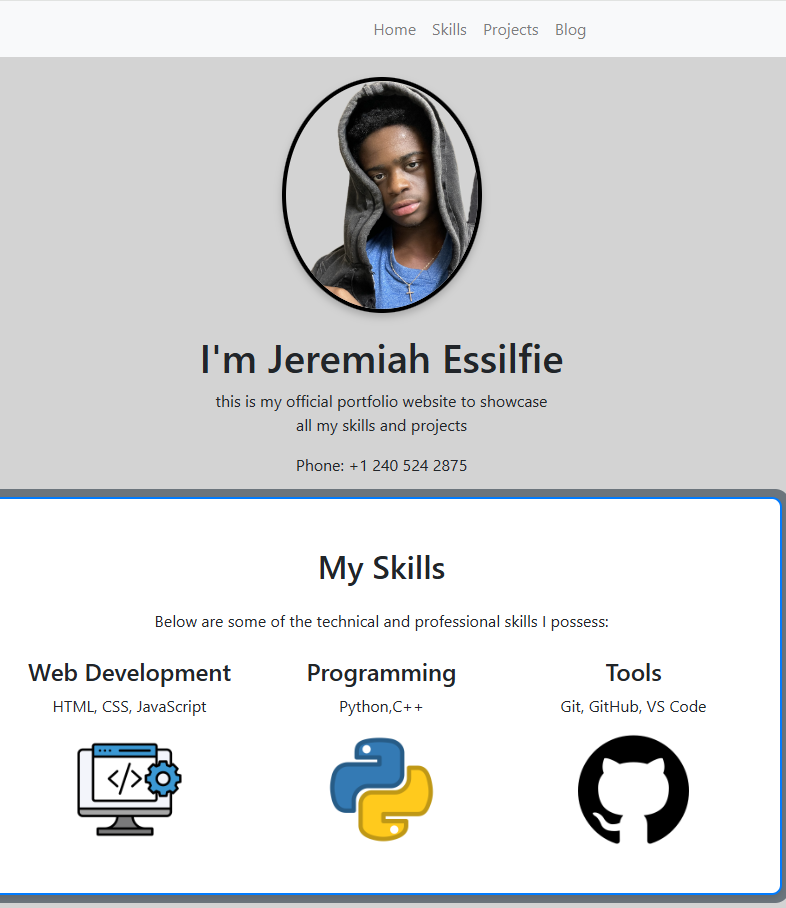 Home Skills Projects Blog
I'm Jeremiah Essilfie
this is my official portfolio website to showcase
all my skills and projects
Phone: +1 240 524 2875
My Skills
Below are some of the technical and professional skills I possess:
Web Development Programming Tools
HTML, CSS, JavaScript Python,C++ Git, GitHub, VS Code
</>